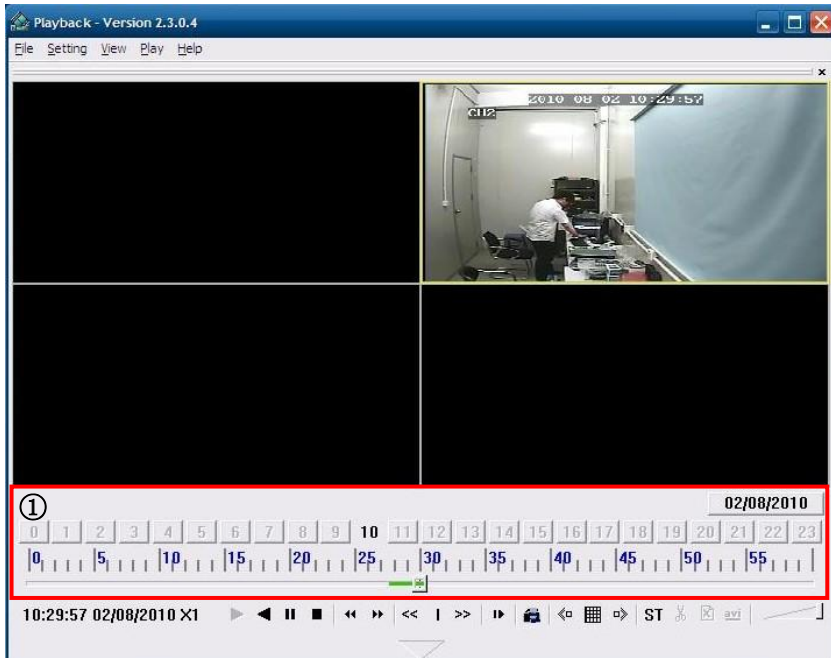 Playback - Version 2.3.0.4
File Setting View Play Help
2010 08 02 10:29:57
CH2
①
02/08/2010
0 1 2 3 4 5 6 7 8 9 10 11 12 13 14 15 16 17 18 19 20 21 22 23
0 5 10 15 20 25 30 35 40 45 50 55
10:29:57 02/08/2010 X1 ST avi